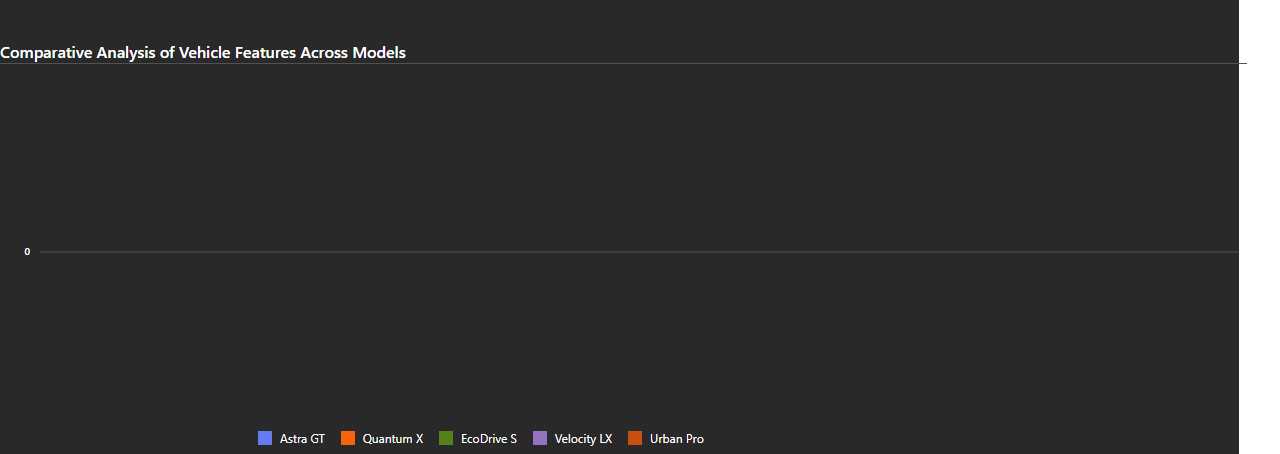 Comparative Analysis of Vehicle Features Across Models
0
Astra GT Quantum X EcoDrive S Velocity LX Urban Pro